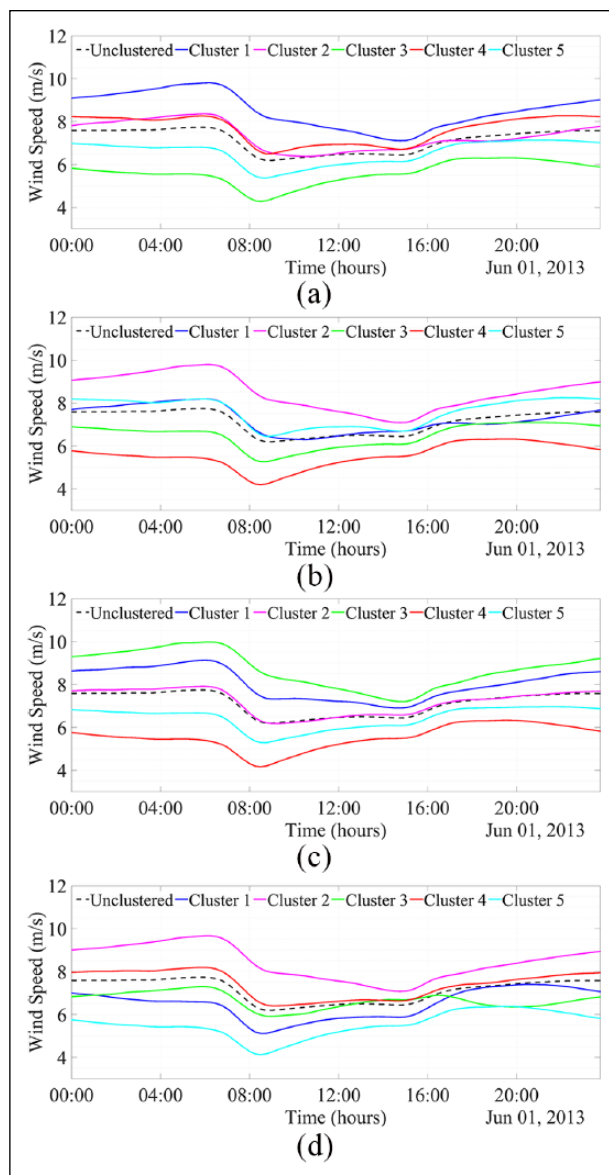 Unclustered Cluster 1 Cluster 2 Cluster 3 Cluster 4 Cluster 5
Wind Speed (m/s)
12
10
8
6
4
00:00 04:00 08:00 12:00 16:00 20:00
Time (hours) Jun 01, 2013
(a)
Unclustered Cluster 1 Cluster 2 Cluster 3 Cluster 4 Cluster 5
Wind Speed (m/s)
12
10
8
6
4
00:00 04:00 08:00 12:00 16:00 20:00
Time (hours) Jun 01, 2013
(b)
Unclustered Cluster 1 Cluster 2 Cluster 3 Cluster 4 Cluster 5
Wind Speed (m/s)
12
10
8
6
4
00:00 04:00 08:00 12:00 16:00 20:00
Time (hours) Jun 01, 2013
(c)
Unclustered Cluster 1 Cluster 2 Cluster 3 Cluster 4 Cluster 5
Wind Speed (m/s)
12
10
8
6
4
00:00 04:00 08:00 12:00 16:00 20:00
Time (hours) Jun 01, 2013
(d)